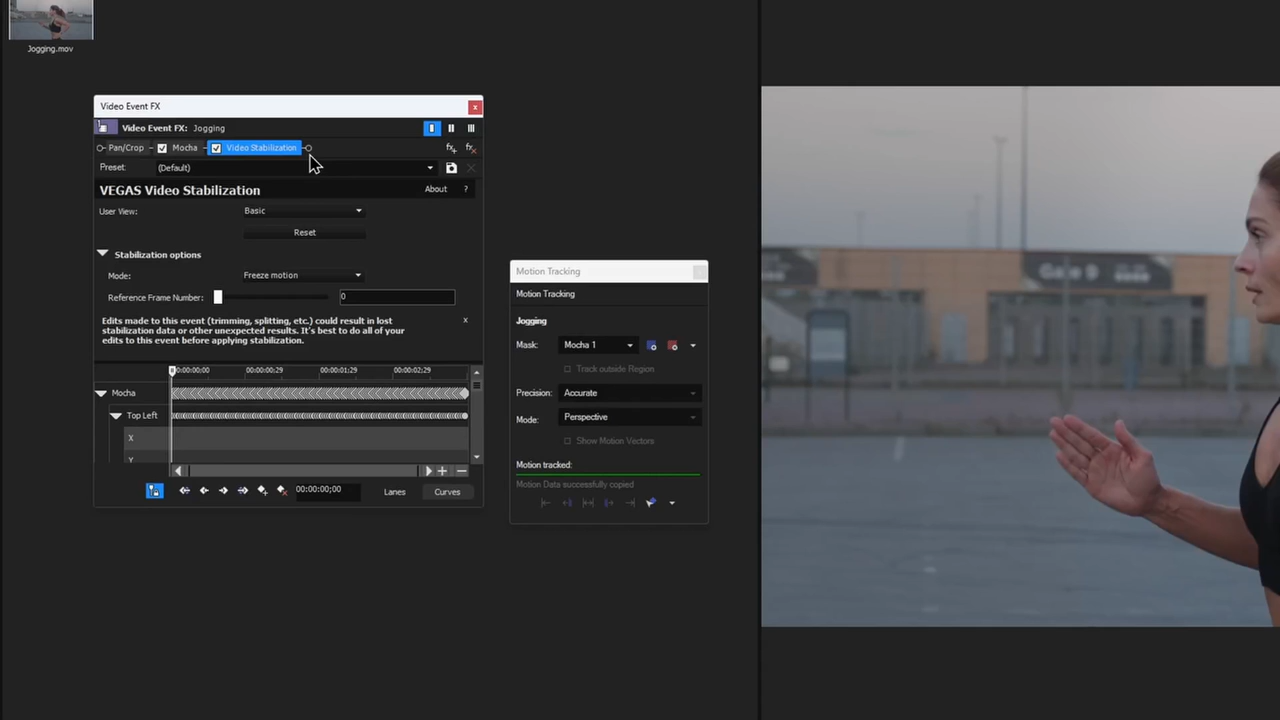 Jogging.mov
Video Event FX
Video Event FX: Jogging
Pan/Crop Mocha Video Stabilization
Preset: (Default)
VEGAS Video Stabilization About ?
User View: Basic
Reset
Stabilization options
Mode: Freeze motion
Reference Frame Number: 0
Edits made to this event (trimming, splitting, etc.) could result in lost
stabilization data or other unexpected results. It's best to do all of your
edits to this event before applying stabilization.
x
00:00:00 00:00:00;29 00:00:01:29 00:00:02:29
Mocha
Top Left
X
Y
00:00:00;00 Lanes Curves
Motion Tracking
Motion Tracking
Jogging
Mask: Mocha 1
Track outside Region
Precision: Accurate
Mode: Perspective
Show Motion Vectors
Motion tracked:
Motion Data successfully copied